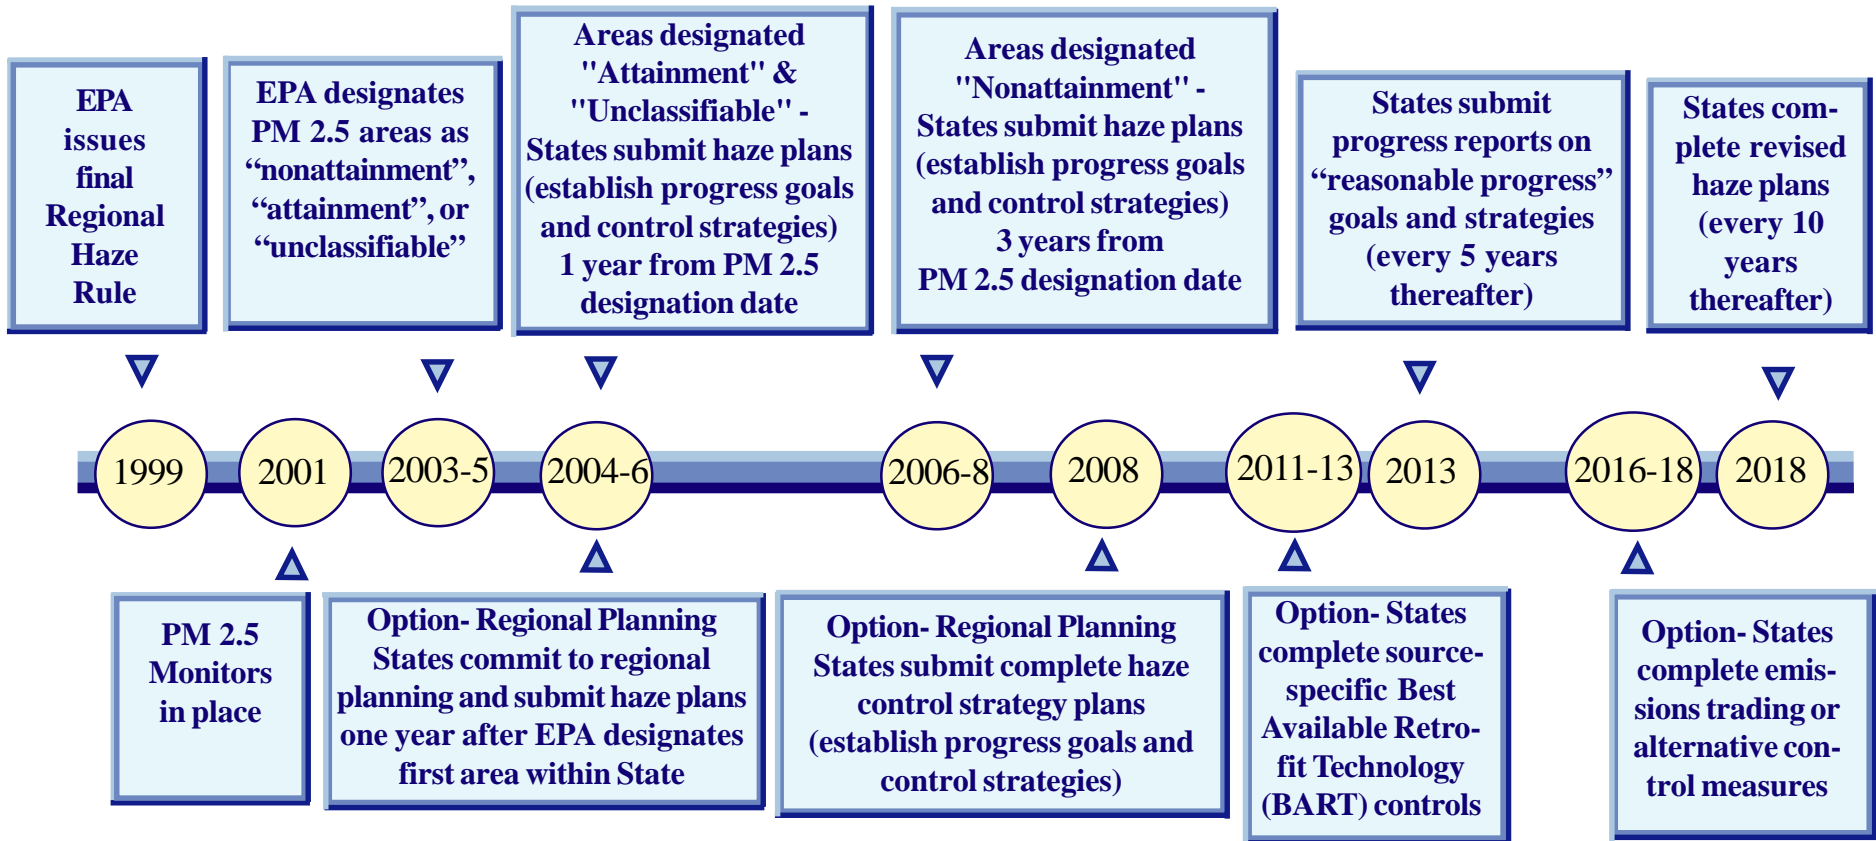 EPA
issues
final
Regional
Haze
Rule
EPA designates
PM 2.5 areas as
“nonattainment”,
“attainment”, or
“unclassifiable”
Areas designated
"Attainment" &
"Unclassifiable" -
States submit haze plans
(establish progress goals
and control strategies)
1 year from PM 2.5
designation date
Areas designated
"Nonattainment" -
States submit haze plans
(establish progress goals
and control strategies)
3 years from
PM 2.5 designation date
States submit
progress reports on
“reasonable progress”
goals and strategies
(every 5 years
thereafter)
States com-
plete revised
haze plans
(every 10
years
thereafter)
1999
2001
2003-5
2004-6
2006-8
2008
2011-13
2013
2016-18
2018
PM 2.5
Monitors
in place
Option- Regional Planning
States commit to regional
planning and submit haze plans
one year after EPA designates
first area within State
Option- Regional Planning
States submit complete haze
control strategy plans
(establish progress goals and
control strategies)
Option- States
complete source-
specific Best
Available Retro-
fit Technology
(BART) controls
Option- States
complete emis-
sions trading or
alternative con-
trol measures